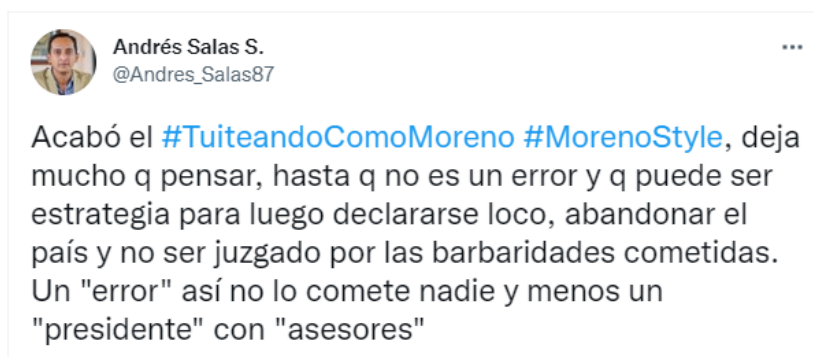 Andrés Salas S.
@Andres_Salas87
Acabó el #TuiteandoComoMoreno #MorenoStyle, deja
mucho q pensar, hasta q no es un error y q puede ser
estrategia para luego declararse loco, abandonar el
país y no ser juzgado por las barbaridades cometidas.
Un "error" así no lo comete nadie y menos un
"presidente" con "asesores"